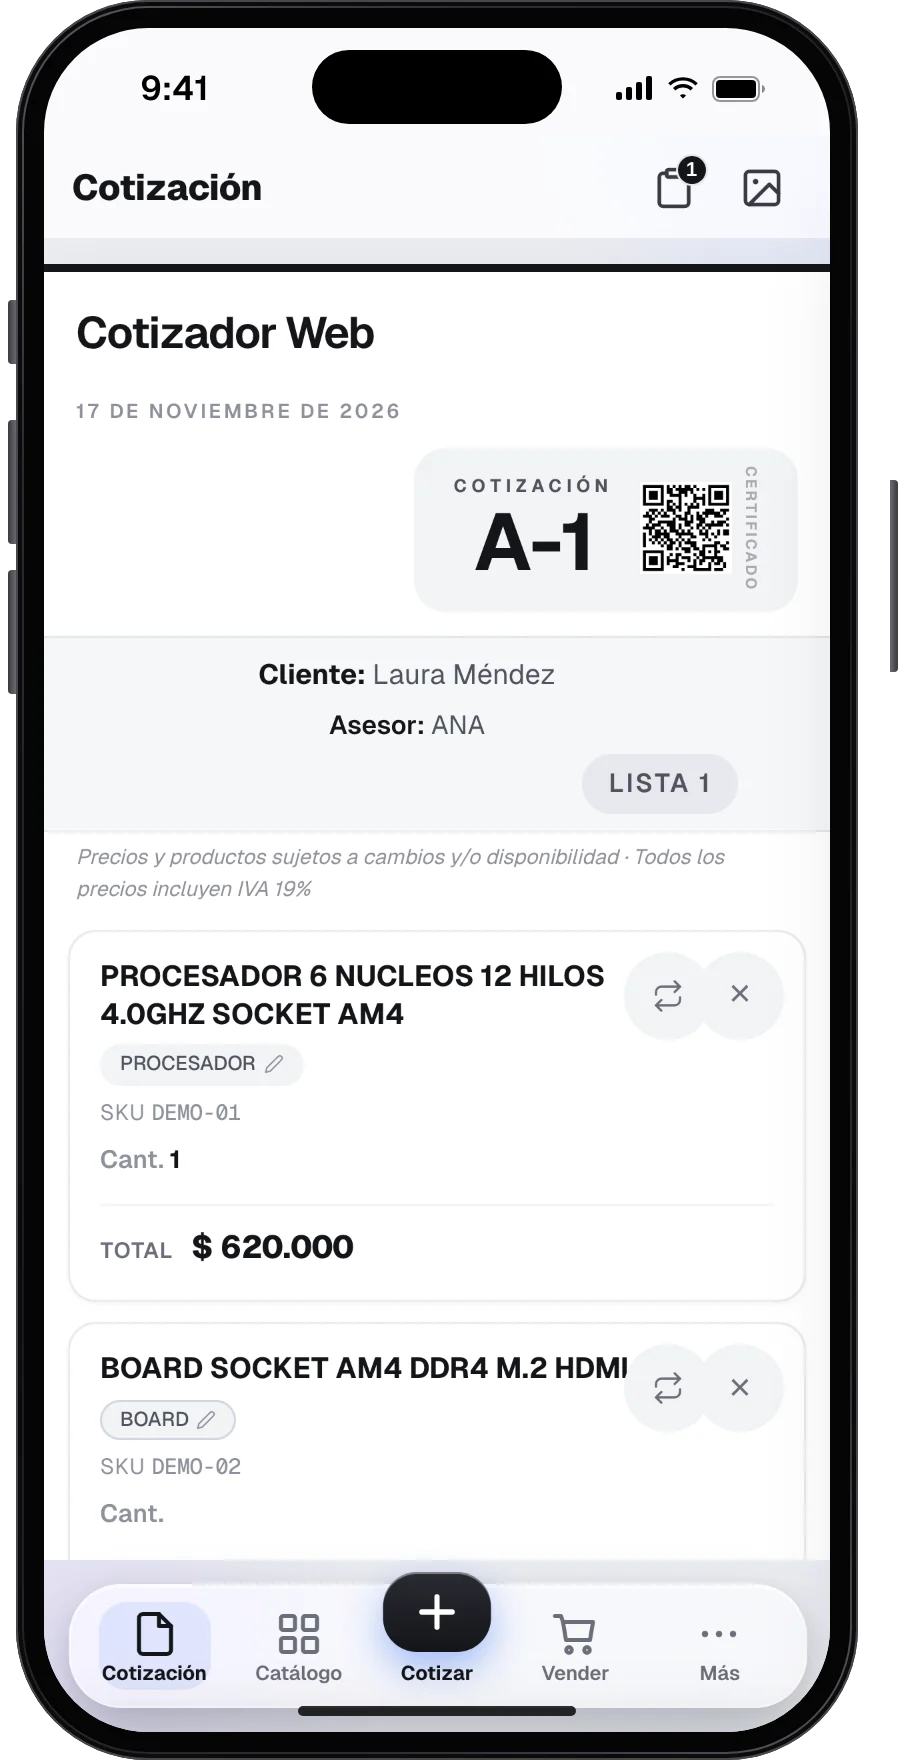 9:41
Cotización
1
Cotizador Web
17 DE NOVIEMBRE DE 2026
COTIZACIÓN
A-1
CERTIFICADO
Cliente: Laura Méndez
Asesor: ANA
LISTA 1
Precios y productos sujetos a cambios y/o disponibilidad · Todos los
precios incluyen IVA 19%
PROCESADOR 6 NUCLEOS 12 HILOS
4.0GHZ SOCKET AM4
PROCESADOR
SKU DEMO-01
Cant. 1
TOTAL $ 620.000
BOARD SOCKET AM4 DDR4 M.2 HDMI
BOARD
SKU DEMO-02
Cant.
Cotización
Catálogo
Cotizar
Vender
Más